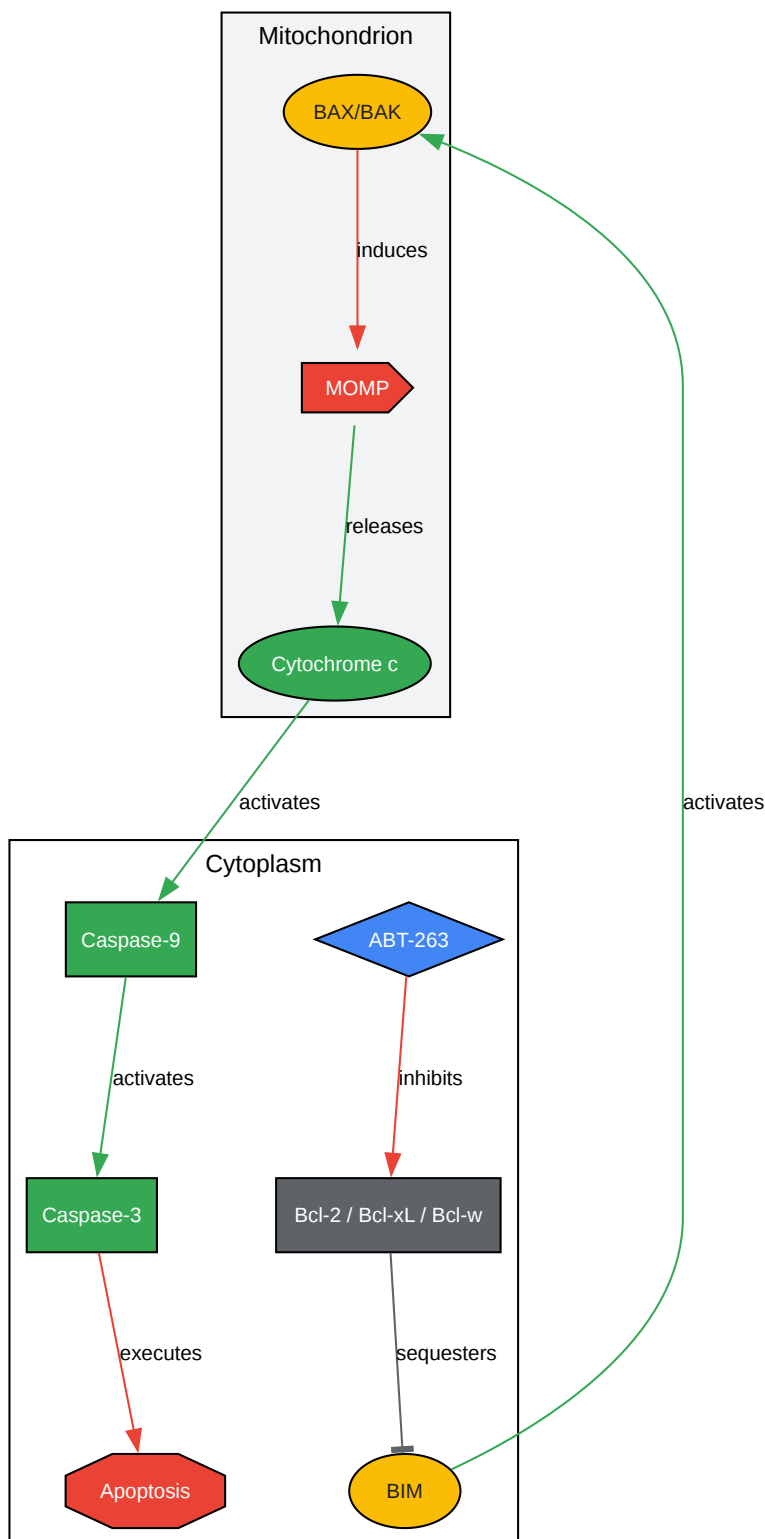 Mitochondrion
BAX/BAK
induces
MOMP
releases
Cytochrome c
activates
activates
Cytoplasm
Caspase-9
ABT-263
activates
inhibits
Caspase-3
Bcl-2 / Bcl-xL / Bcl-w
executes
sequesters
Apoptosis
BIM